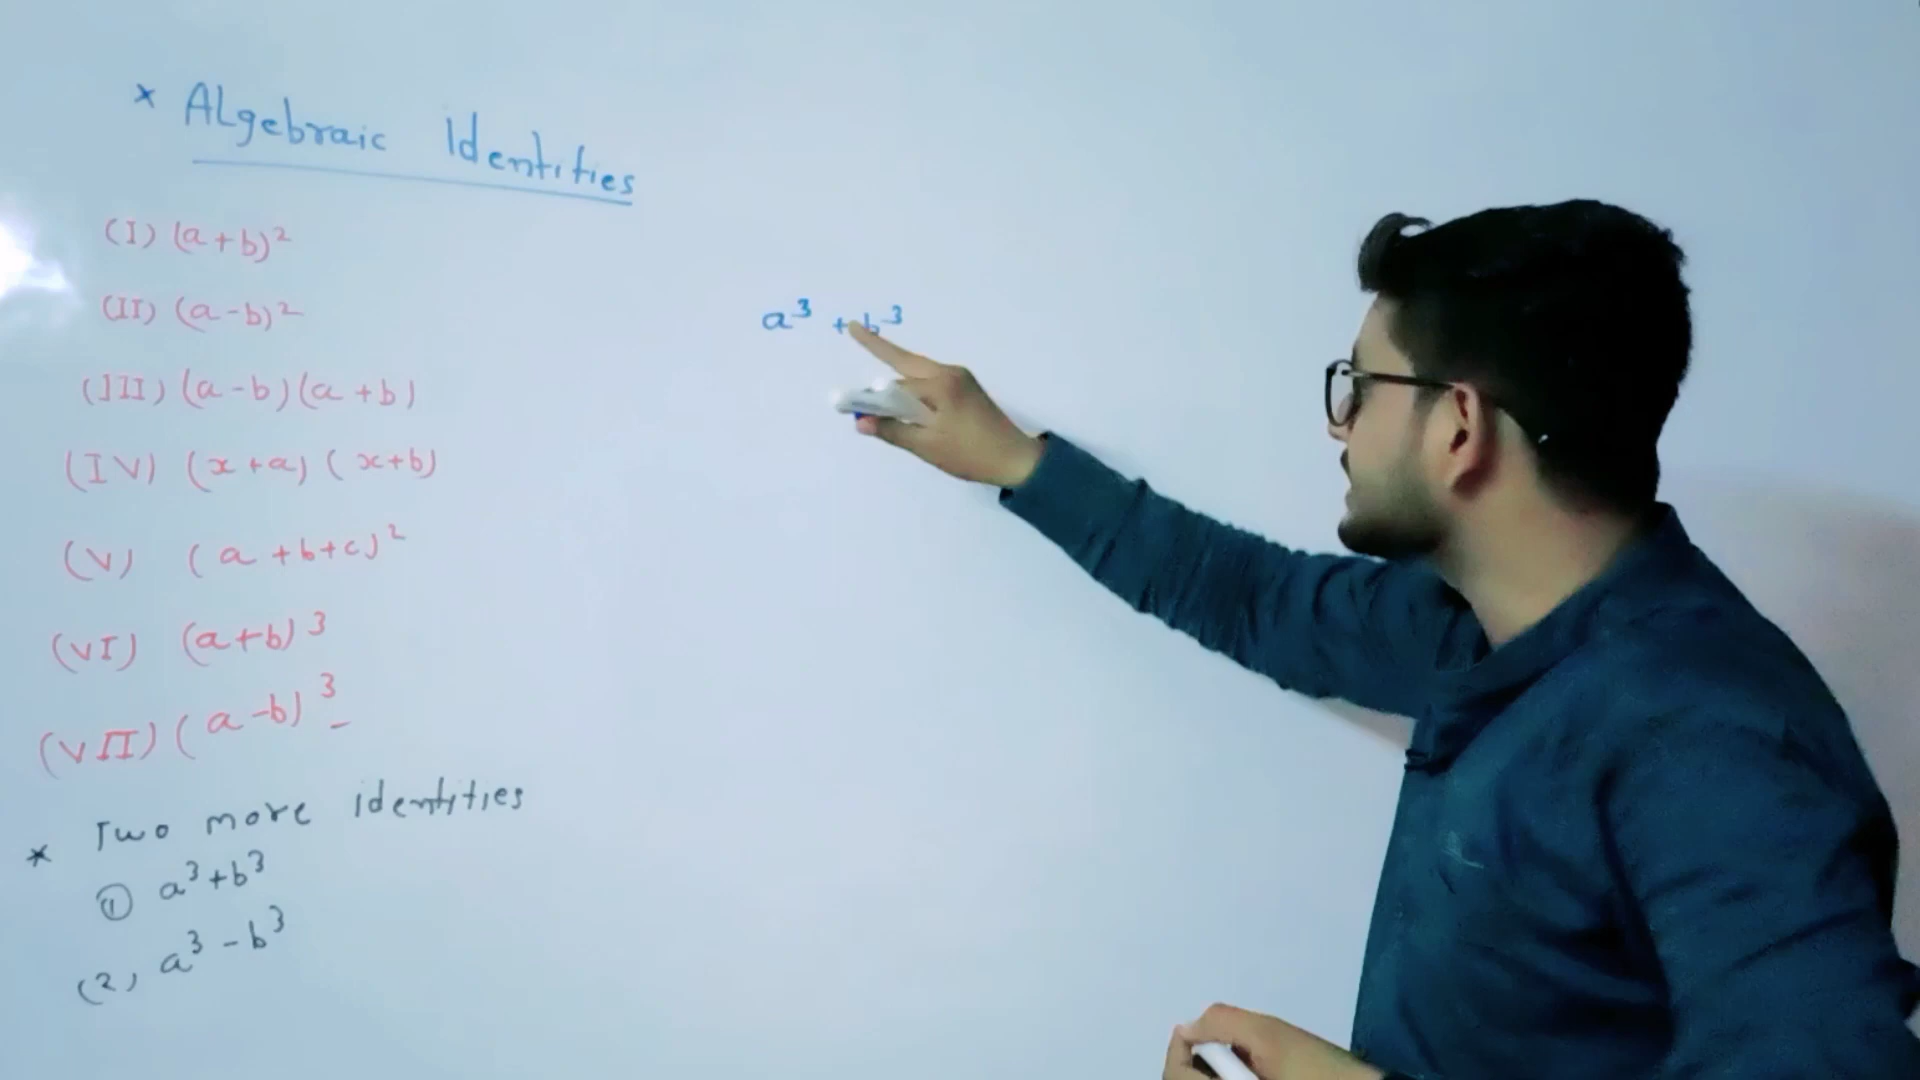 * Algebraic Identities
(I) (a+b)²
(II) (a-b)²
(III) (a-b)(a+b)
(IV) (x+a) (x+b)
(V) (a+b+c)²
(VI) (a+b)³
(VII) (a-b)³
* Two more identities
① a³+b³
(2) a³-b³
a³+b³